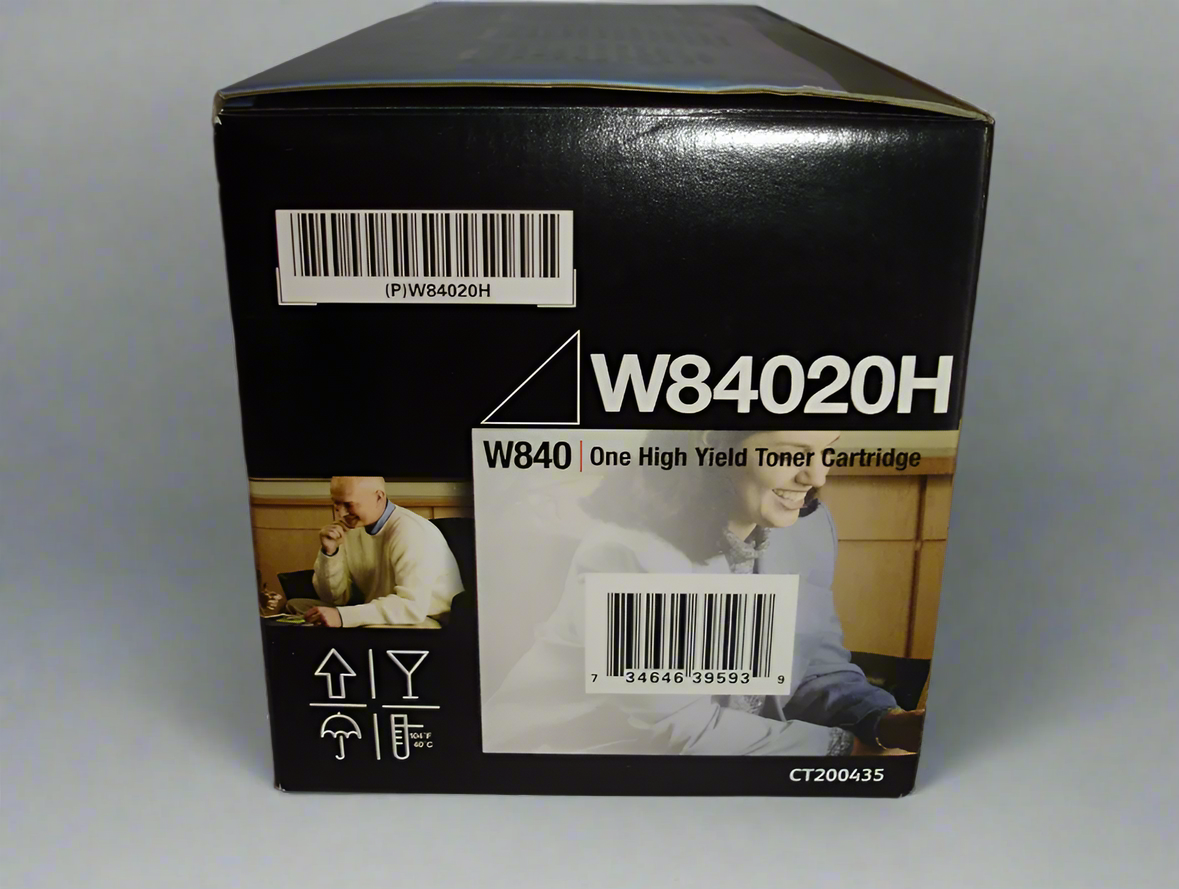 (P)W84020H
W84020H
W840 | One High Yield Toner Cartridge
7 34646 39593 9
104°F
40°C
CT200435